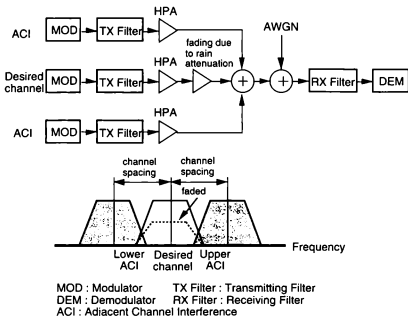 HPA
ACI MOD TX Filter
fading due
to rain
attenuation
AWGN
HPA
Desired
channel MOD TX Filter + + RX Filter DEM
HPA
ACI MOD TX Filter
channel
spacing
channel
spacing
faded
Frequency
Lower
ACI
Desired
channel
Upper
ACI
MOD : Modulator TX Filter : Transmitting Filter
DEM : Demodulator RX Filter : Receiving Filter
ACI : Adjacent Channel Interference